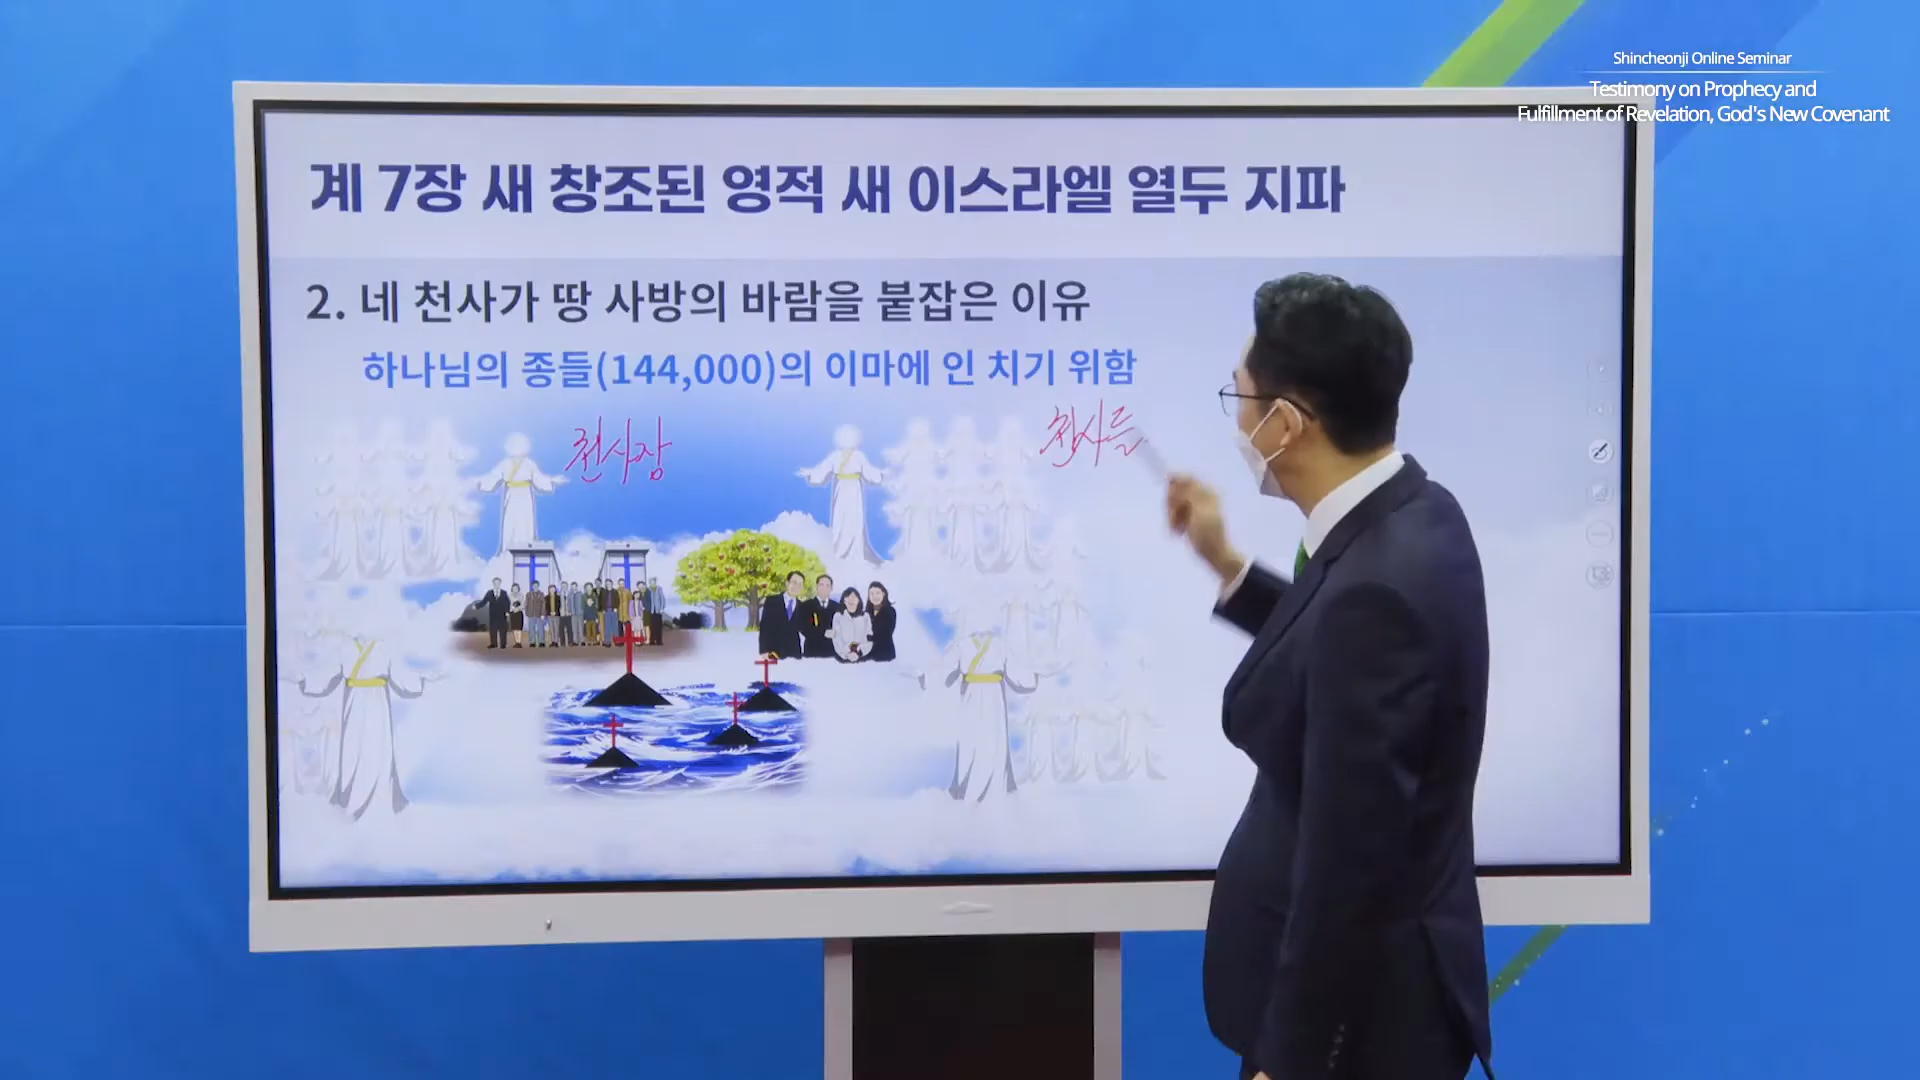 Shincheonji Online Seminar
Testimony on Prophecy and
Fulfillment of Revelation, God's New Covenant
계 7장 새 창조된 영적 새 이스라엘 열두 지파
2. 네 천사가 땅 사방의 바람을 붙잡은 이유
하나님의 종들(144,000)의 이마에 인 치기 위함
천사장
천사들